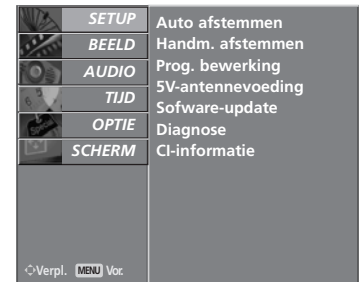 SETUP
BEELD
AUDIO
TIJD
OPTIE
SCHERM
Auto afstemmen
Handm. afstemmen
Prog. bewerking
5V-antennevoeding
Sofware-update
Diagnose
CI-informatie
Verpl. MENU Vor.